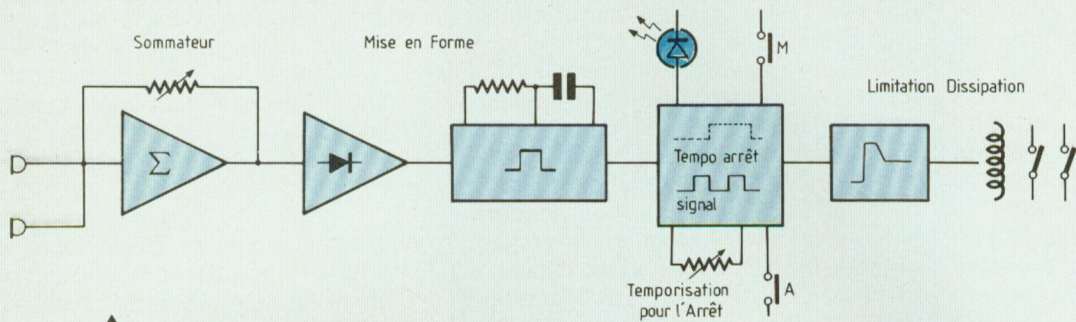 Sommateur
Mise en Forme
M
Limitation Dissipation
Σ
Tempo arrêt
signal
Temporisation
pour l'Arrêt
A